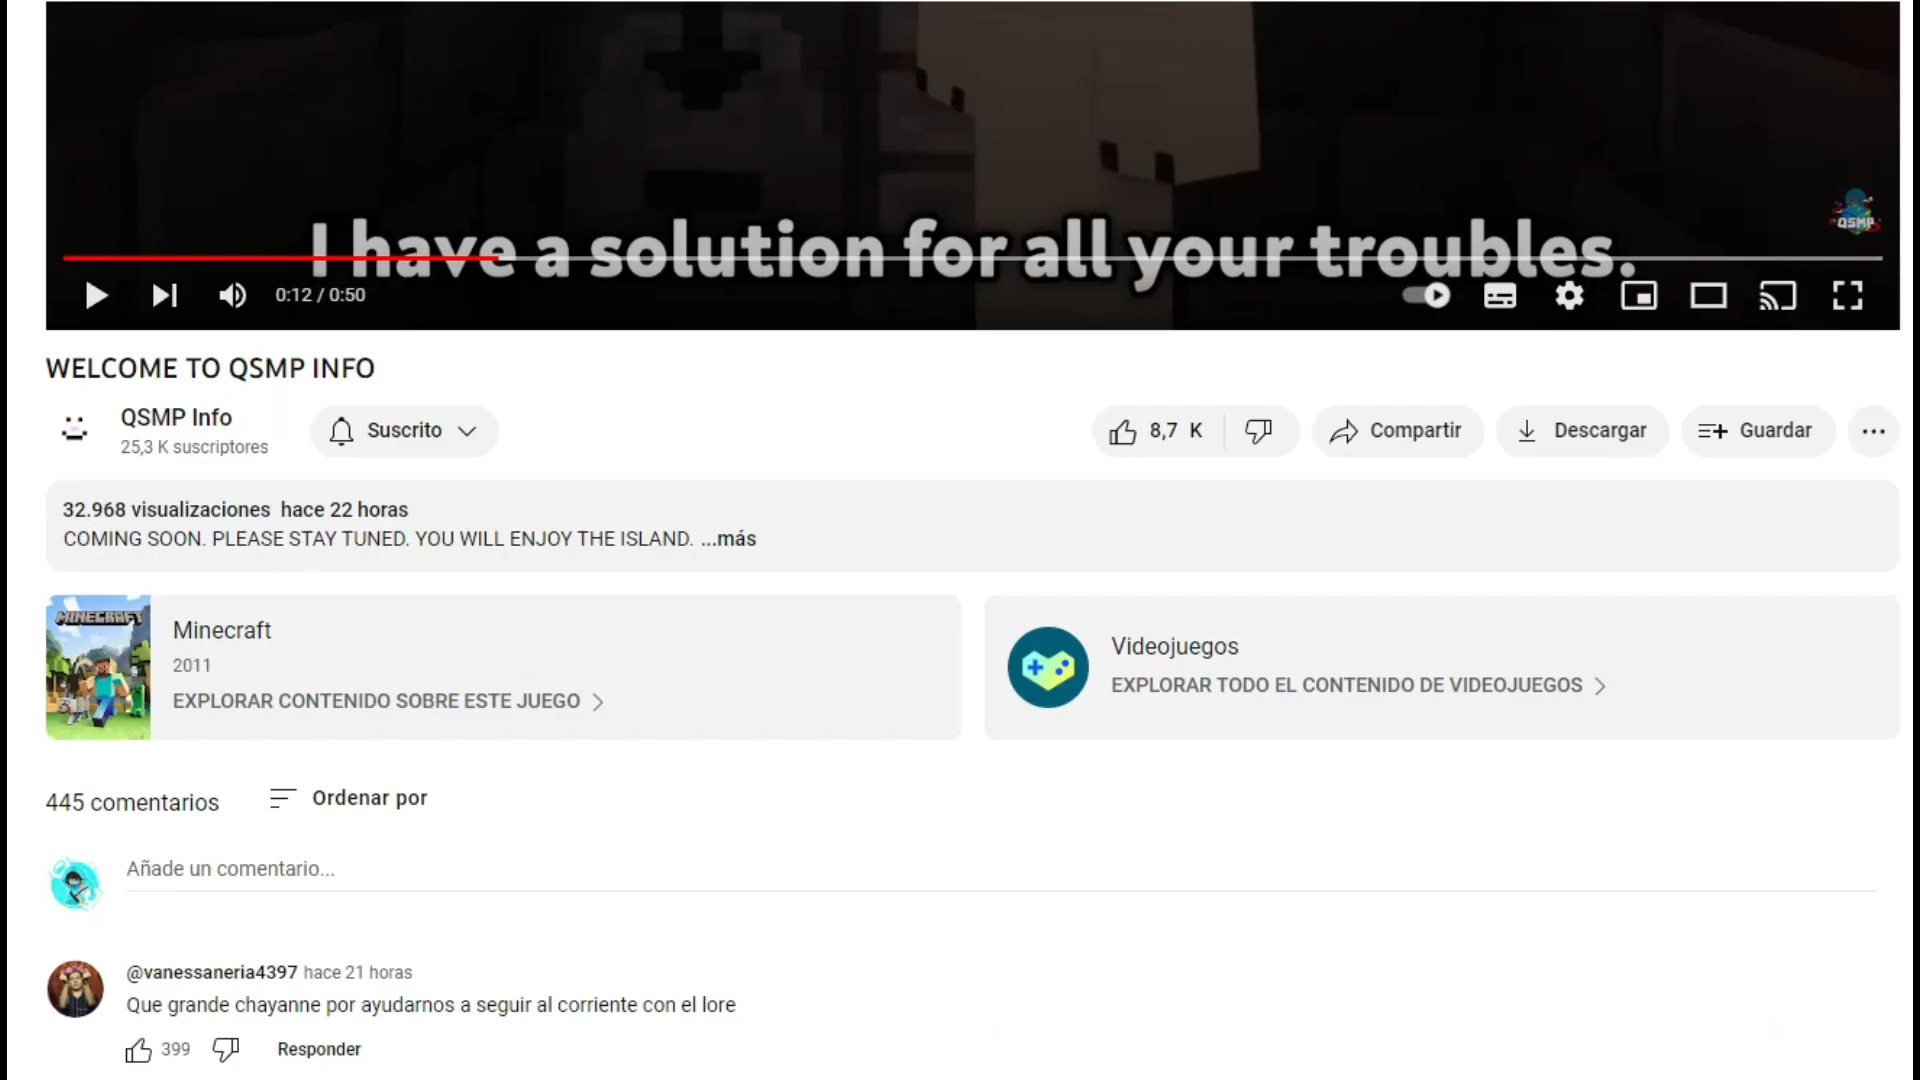 I have a solution for all your troubles.
QSMP
0:12 / 0:50
WELCOME TO QSMP INFO
QSMP Info
25,3 K suscriptores
Suscrito
8,7 K
Compartir
Descargar
Guardar
32.968 visualizaciones hace 22 horas
COMING SOON. PLEASE STAY TUNED. YOU WILL ENJOY THE ISLAND. ...más
MINECRAFT
Minecraft
2011
EXPLORAR CONTENIDO SOBRE ESTE JUEGO
Videojuegos
EXPLORAR TODO EL CONTENIDO DE VIDEOJUEGOS
445 comentarios
Ordenar por
Añade un comentario...
@vanessaneria4397 hace 21 horas
Que grande chayanne por ayudarnos a seguir al corriente con el lore
399
Responder